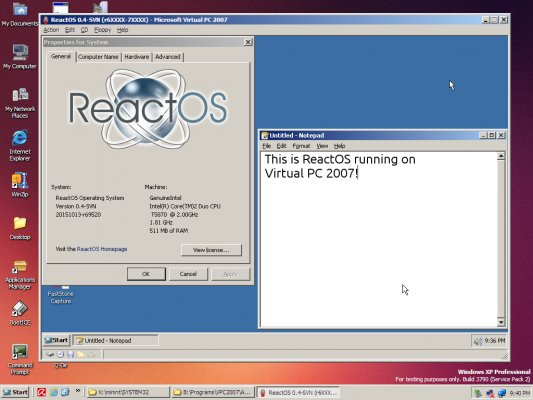 My Documents
My Computer
My Network
Places
Internet
Explorer
WinZip
Desktop
Applications
Manager
BootICE
Command
Prompt
ReactOS 0.4-SVN (r6XXXX-7XXXX) - Microsoft Virtual PC 2007
Action Edit CD Floppy Help
Properties for System
General Computer Name Hardware Advanced
ReactOS
System:
ReactOS Operating System
Version 0.4-SVN
20151013-r69520
Machine:
GenuineIntel
Intel(R) Core(TM)2 Duo CPU
T5870 @ 2.00GHz
1.81 GHz
511 MB of RAM
Visit the ReactOS Homepage
View license...
OK Cancel Apply
Untitled - Notepad
File Edit Format View Help
This is ReactOS running on
Virtual PC 2007!
FastStone
Capture
Start Untitled - Notepad 9:36 PM
Q-Dir
Windows XP Professional
For testing purposes only. Build 3790 (Service Pack 2)
Start X:\minint\SYSTEM32 B:\Programs\VPC2007\A... ReactOS 0.4-SVN (r6XXX... 9:40 PM